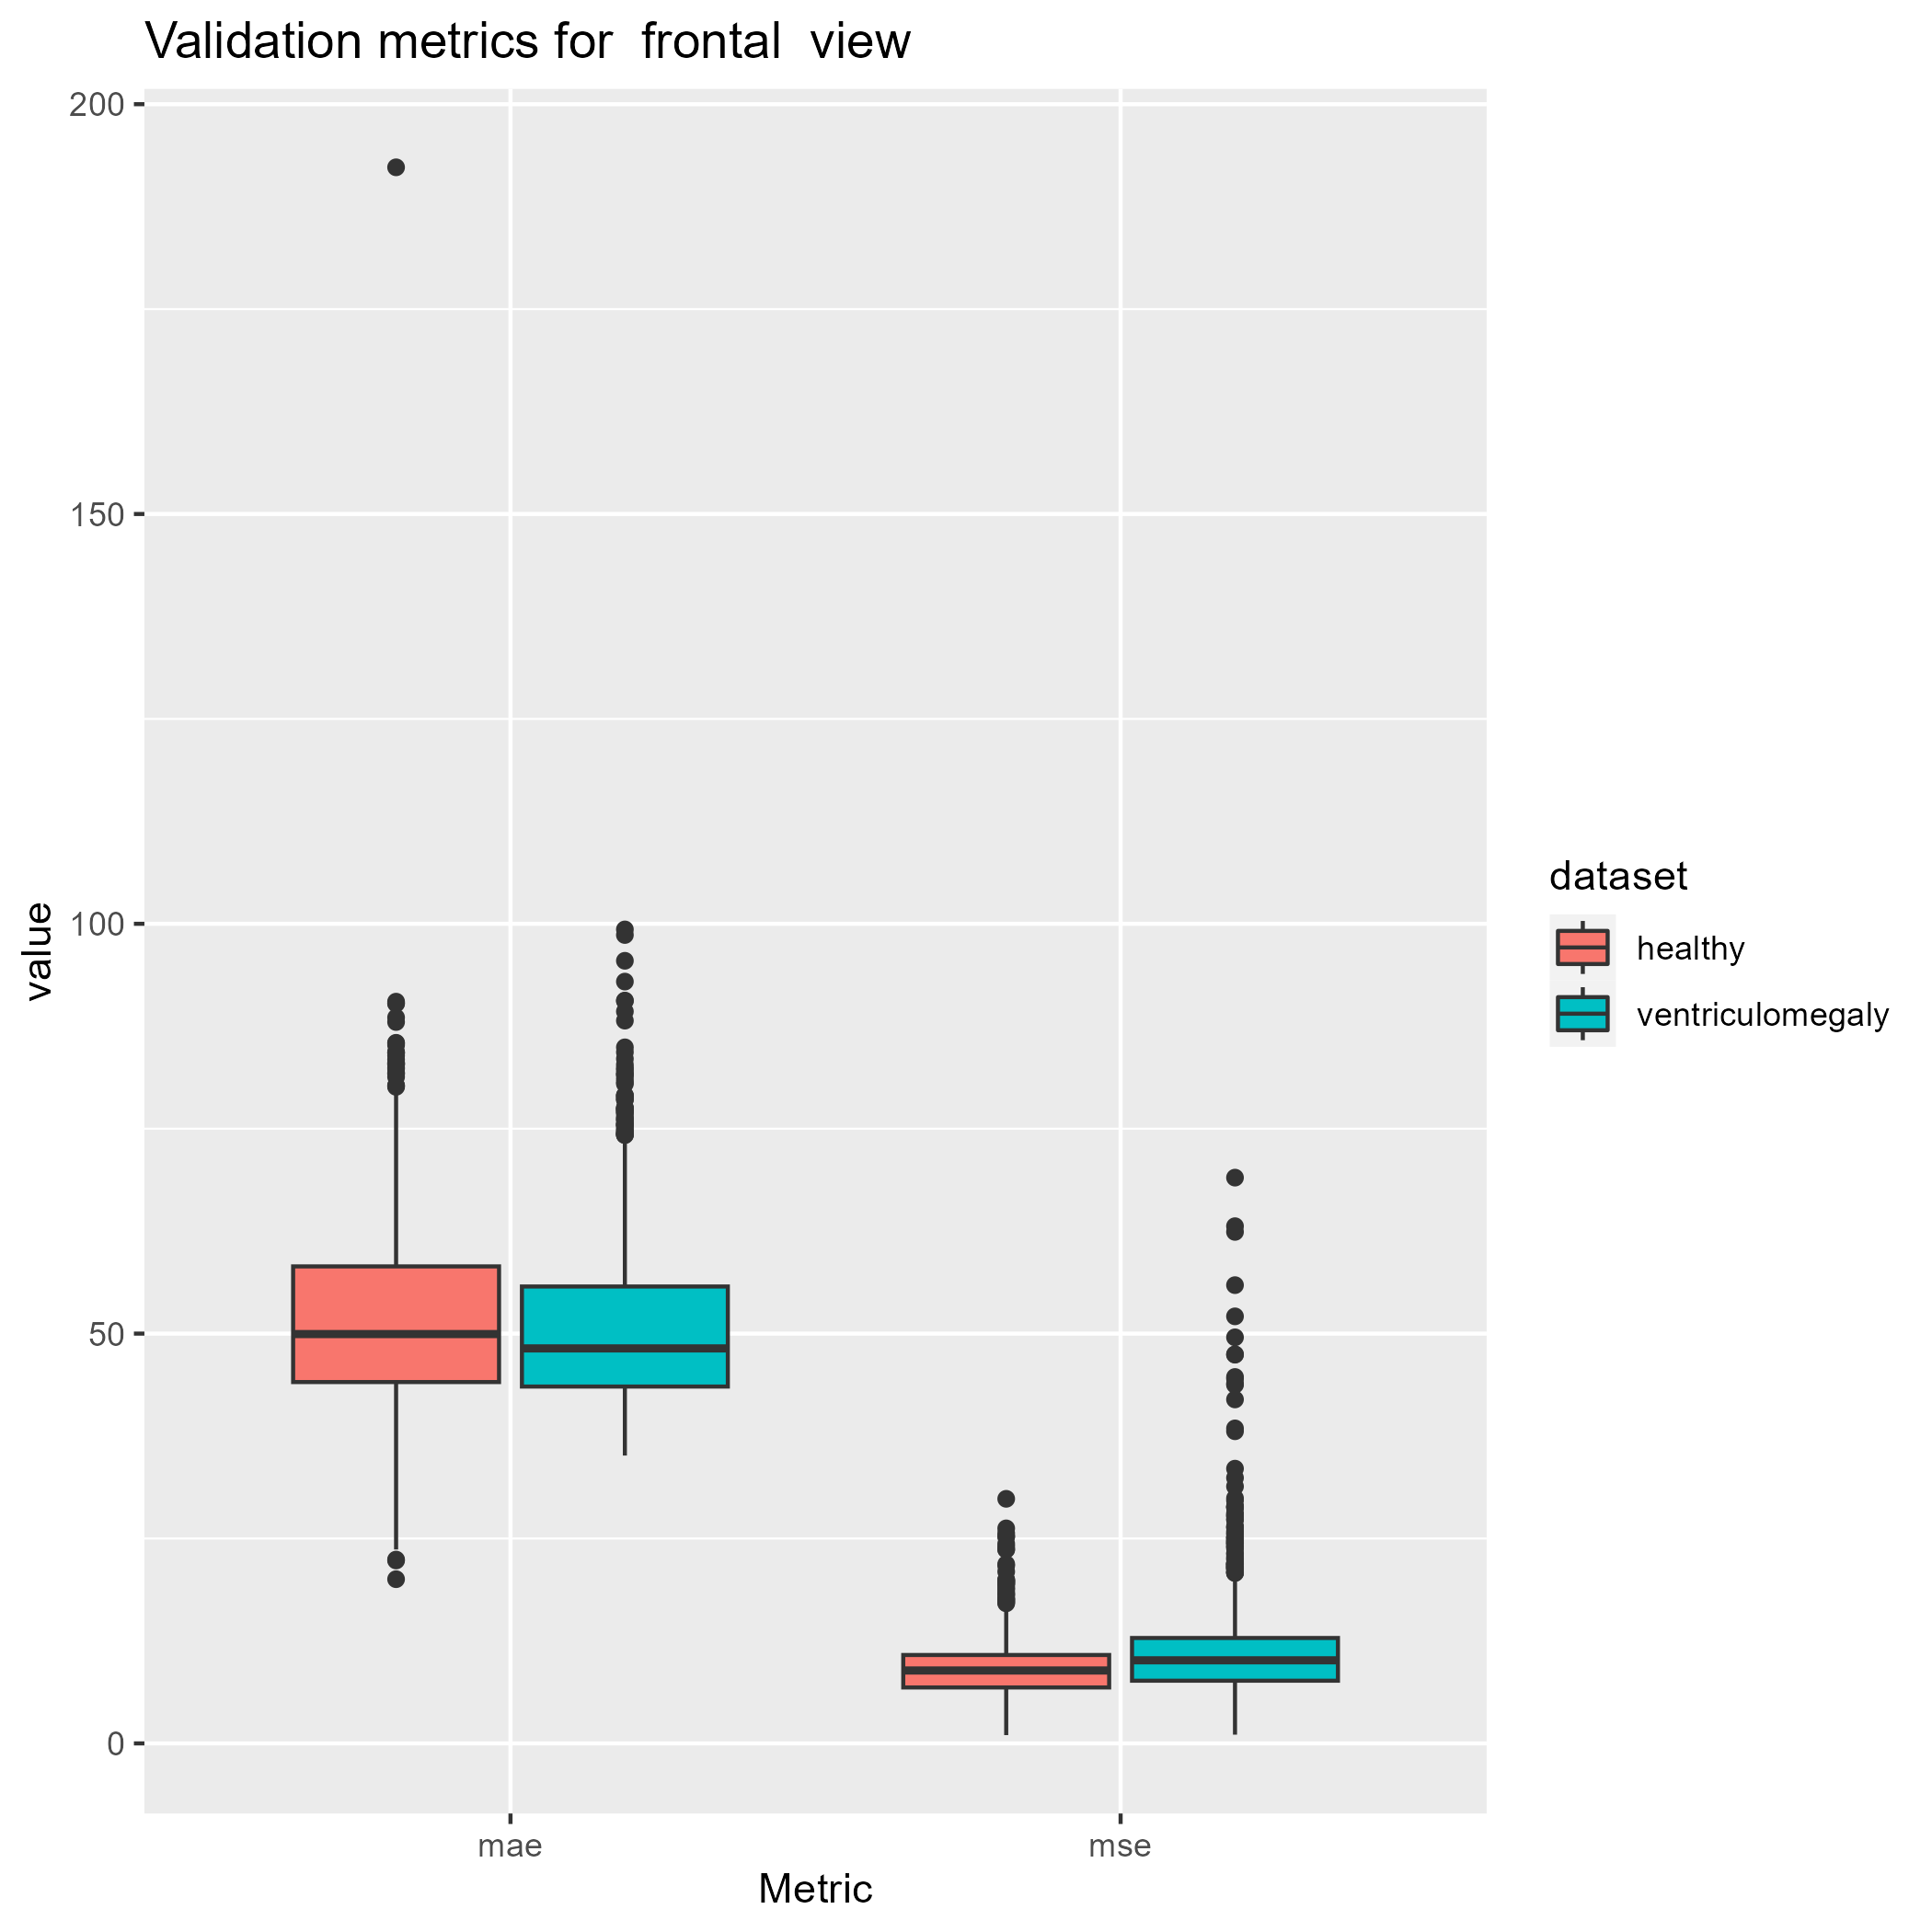 Validation metrics for  frontal  view
200
150
100
50
0
value
mae
mse
Metric
dataset
healthy
ventriculomegaly